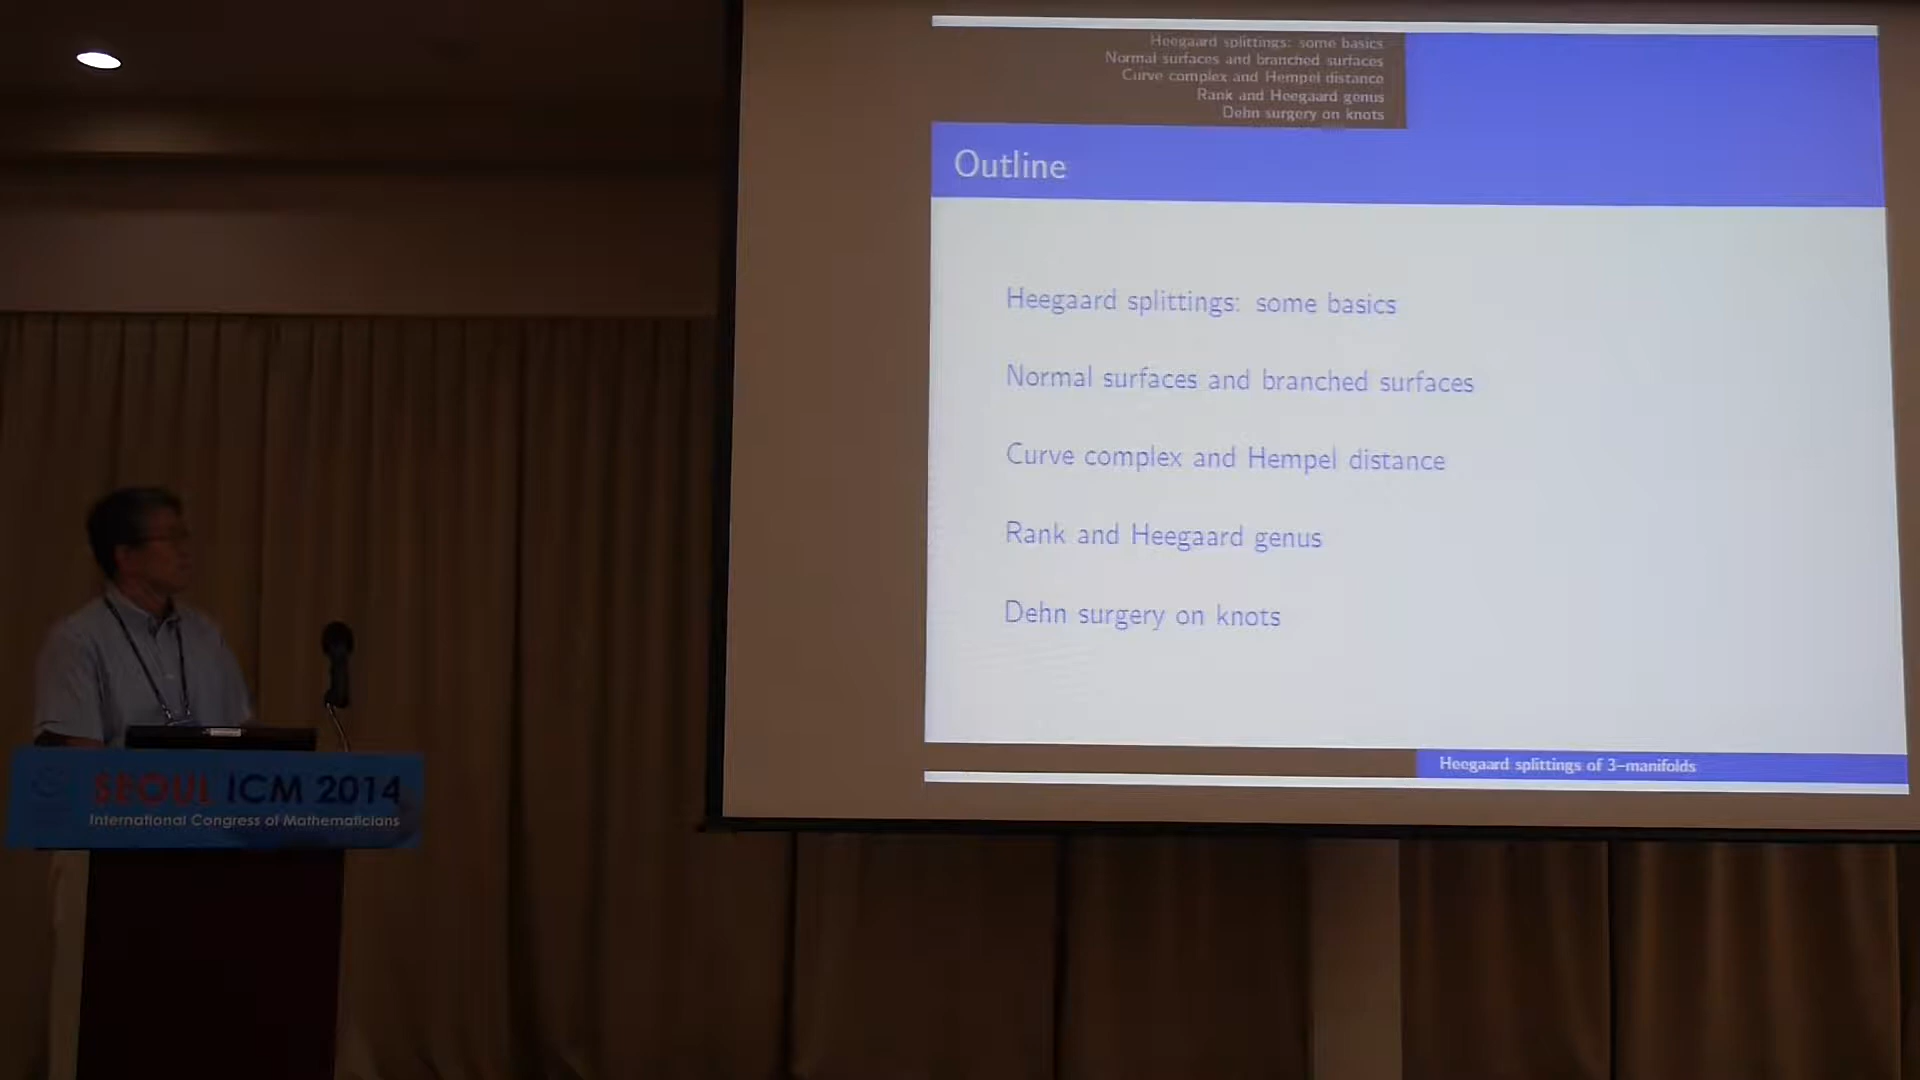 Heegaard splittings: some basics
Normal surfaces and branched surfaces
Curve complex and Hempel distance
Rank and Heegaard genus
Dehn surgery on knots
Outline
Heegaard splittings: some basics
Normal surfaces and branched surfaces
Curve complex and Hempel distance
Rank and Heegaard genus
Dehn surgery on knots
Heegaard splittings of 3–manifolds
SEOUL ICM 2014
International Congress of Mathematicians